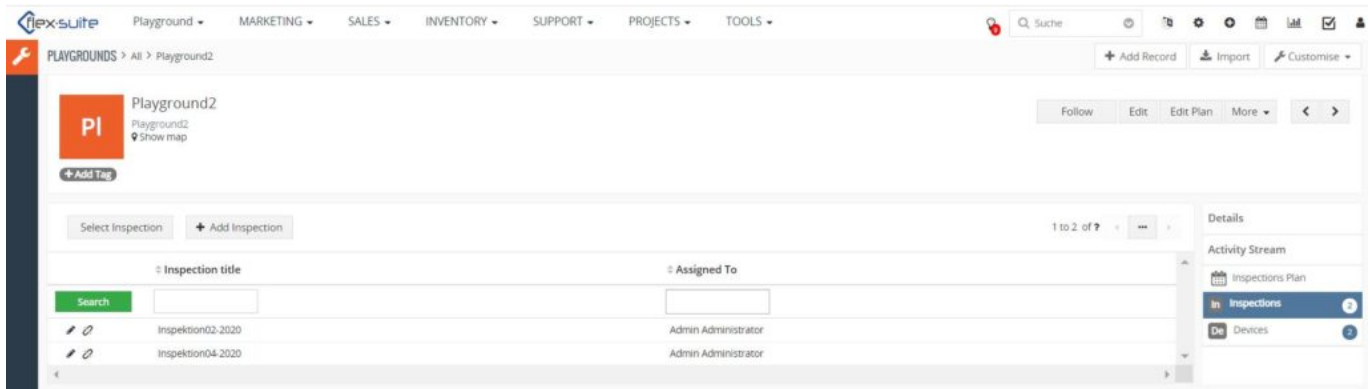 flex-suite Playground MARKETING SALES INVENTORY SUPPORT PROJECTS TOOLS Suche
PLAYGROUNDS > All > Playground2 + Add Record Import Customise
Pl Playground2 Follow Edit Edit Plan More < >
Playground2
Show map
+ Add Tag
Select Inspection + Add Inspection 1 to 2 of ? ... Details
Activity Stream
Inspection title Assigned To
Inspections Plan
Search In Inspections 2
Inspektion02-2020 Admin Administrator De Devices 2
Inspektion04-2020 Admin Administrator